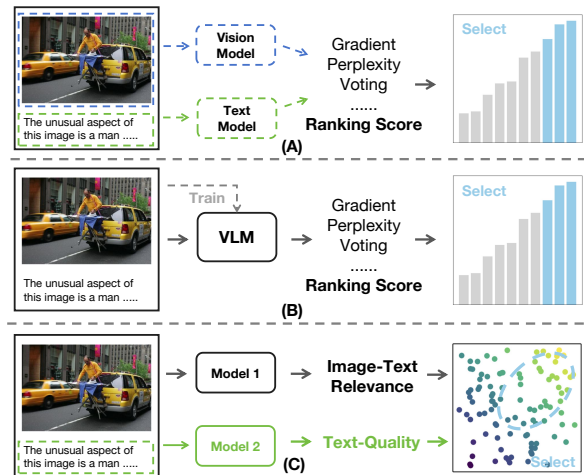 The unusual aspect of
this image is a man .....
Vision
Model
Text
Model
Gradient
Perplexity
Voting
......
Ranking Score
Select
(A)
The unusual aspect of
this image is a man .....
Train
VLM
Gradient
Perplexity
Voting
......
Ranking Score
Select
(B)
The unusual aspect of
this image is a man .....
Model 1
Image-Text
Relevance
Model 2
Text-Quality
Select
(C)